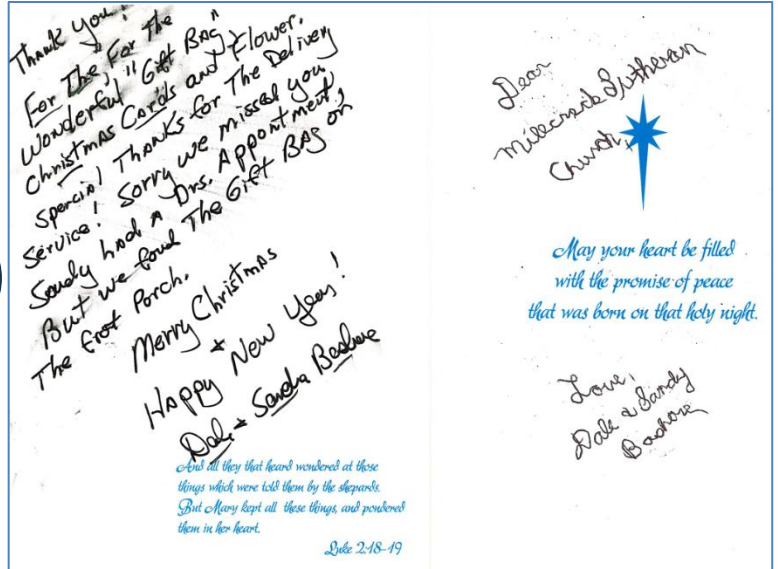 Thank you!
For The For The
Wonderful "Gift BAg"
Christmas Cards and Flower.
Special Thanks for The Delivery
Service! Sorry we missed you,
Sandy had A Drs. Appointment,
But we foud The Gift BAg on
The frot Porch.
Merry Christmas
+
Happy New Year!
Dale + Sandra Beshore
And all they that heard wondered at those
things which were told them by the shepards.
But Mary kept all these things, and pondered
them in her heart.
Luke 2:18-19
Dear
Millcreek Lutheran
Church,
May your heart be filled
with the promise of peace
that was born on that holy night.
Love,
Dale & Sandy
Bashore